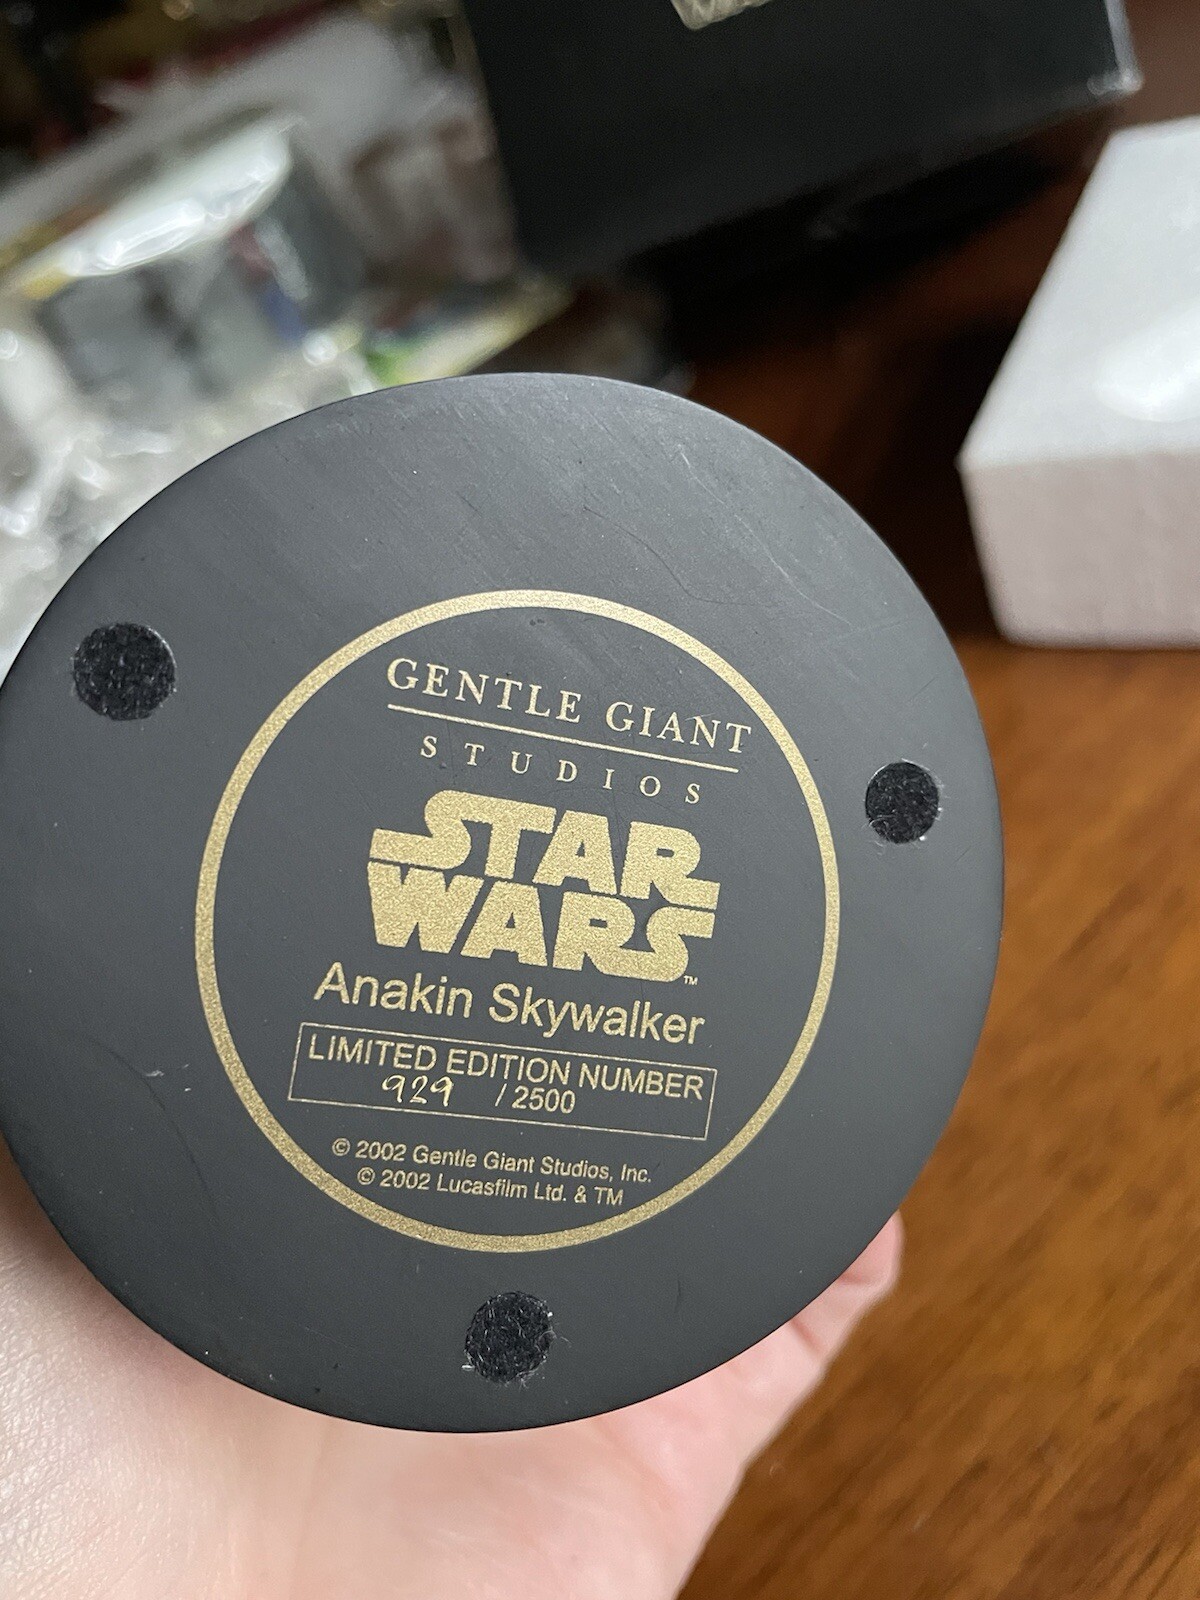 GENTLE GIANT
STUDIOS
STAR
WARS™
Anakin Skywalker
LIMITED EDITION NUMBER
929 / 2500
© 2002 Gentle Giant Studios, Inc.
© 2002 Lucasfilm Ltd. & TM